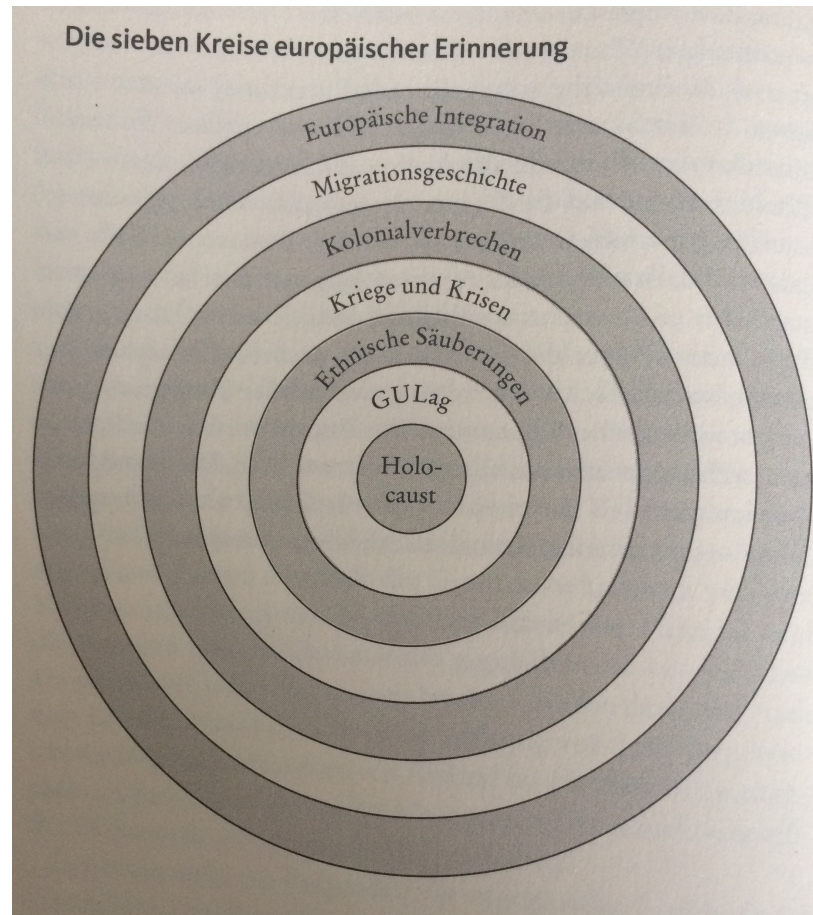 Die sieben Kreise europäischer Erinnerung
Europäische Integration
Migrationsgeschichte
Kolonialverbrechen
Kriege und Krisen
Ethnische Säuberungen
GULag
Holo-
caust